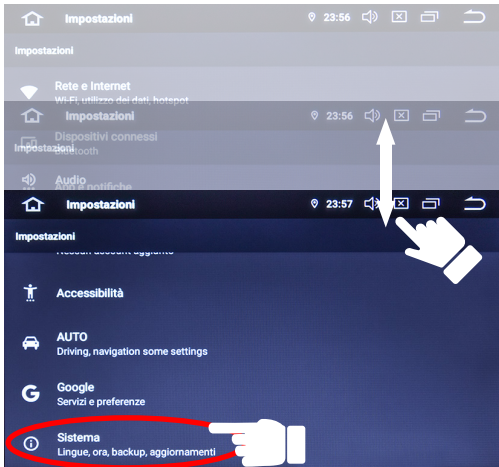 Impostazioni 23:56
Impostazioni
Rete e Internet
Wi-Fi, utilizzo dei dati, hotspot
Impostazioni 23:56
Dispositivi connessi
Impostazioni
Bluetooth
Audio
App e notifiche
Impostazioni 23:57
Impostazioni
Nessun account aggiunto
Accessibilità
AUTO
Driving, navigation some settings
Google
Servizi e preferenze
Sistema
Lingue, ora, backup, aggiornamenti